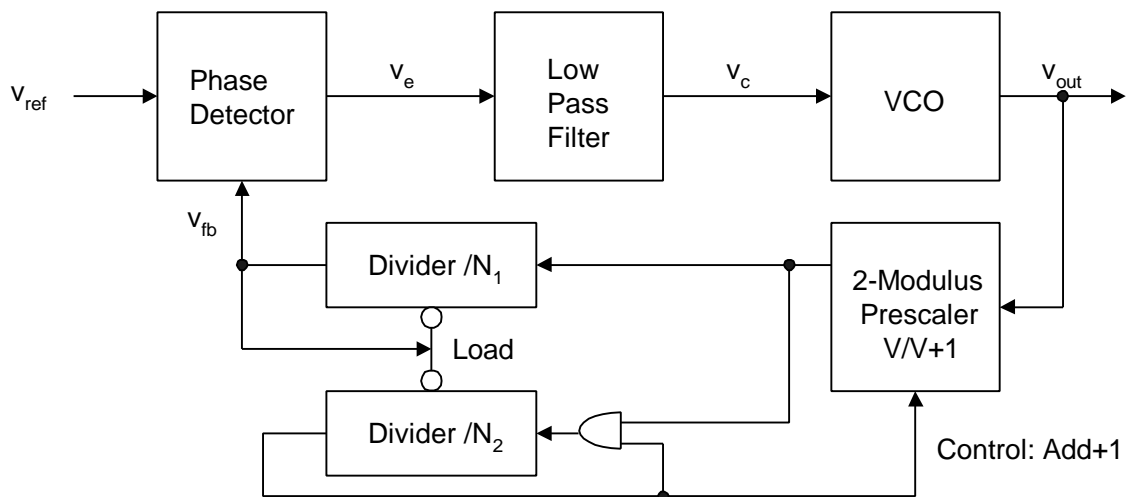 v_ref
Phase
Detector
v_e
Low
Pass
Filter
v_c
VCO
v_out
v_fb
Divider /N_1
2-Modulus
Prescaler
V/V+1
Load
Divider /N_2
Control: Add+1